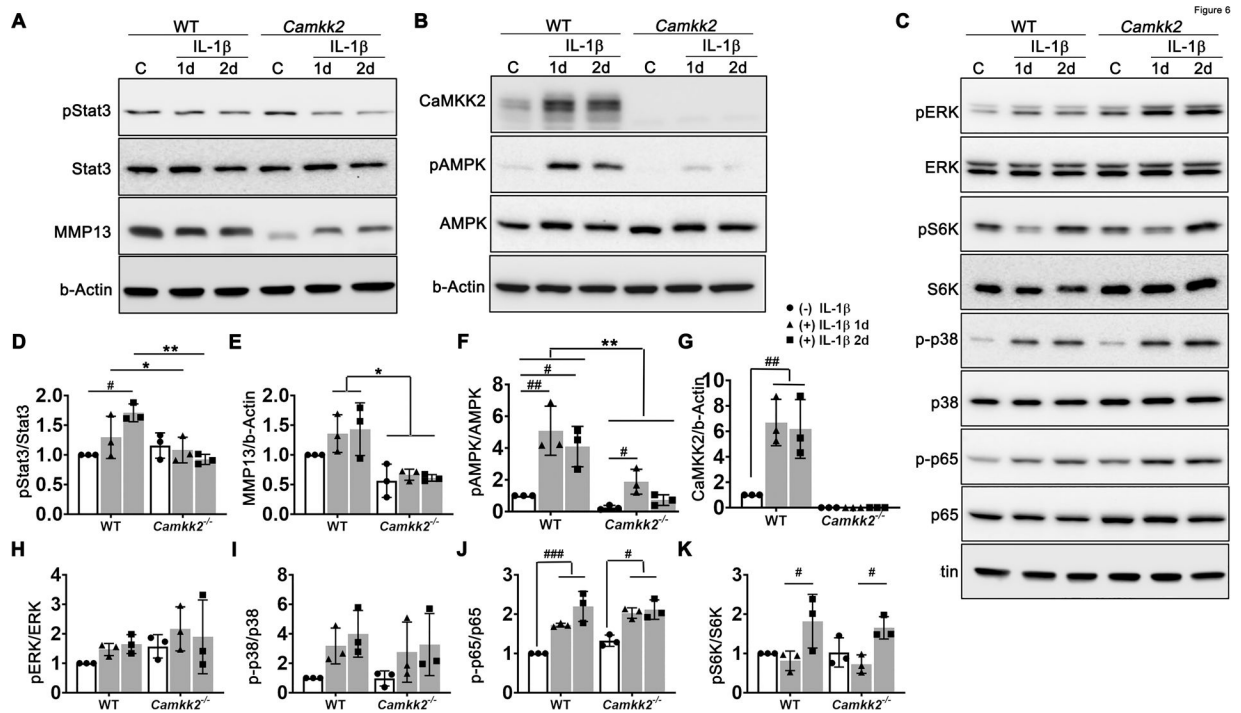 Figure 6
A
WT
Camkk2
IL-1β
IL-1β
C 1d 2d C 1d 2d
pStat3
Stat3
MMP13
b-Actin
B
WT
Camkk2
IL-1β
IL-1β
C 1d 2d C 1d 2d
CaMKK2
pAMPK
AMPK
b-Actin
C
WT
Camkk2
IL-1β
IL-1β
C 1d 2d C 1d 2d
pERK
ERK
pS6K
S6K
p-p38
p38
p-p65
p65
tin
(-) IL-1β
(+) IL-1β 1d
(+) IL-1β 2d
D
pStat3/Stat3
2.0
1.5
1.0
0.5
0.0
#
*
**
WT Camkk2-/-
E
MMP13/b-Actin
2.0
1.5
1.0
0.5
0.0
*
WT Camkk2-/-
F
pAMPK/AMPK
8
6
4
2
0
##
#
**
#
WT Camkk2-/-
G
CaMKK2/b-Actin
10
8
6
4
2
0
##
WT Camkk2-/-
H
pERK/ERK
4
3
2
1
0
WT Camkk2-/-
I
p-p38/p38
8
6
4
2
0
WT Camkk2-/-
J
p-p65/p65
3
2
1
0
###
#
WT Camkk2-/-
K
pS6K/S6K
3
2
1
0
#
#
WT Camkk2-/-